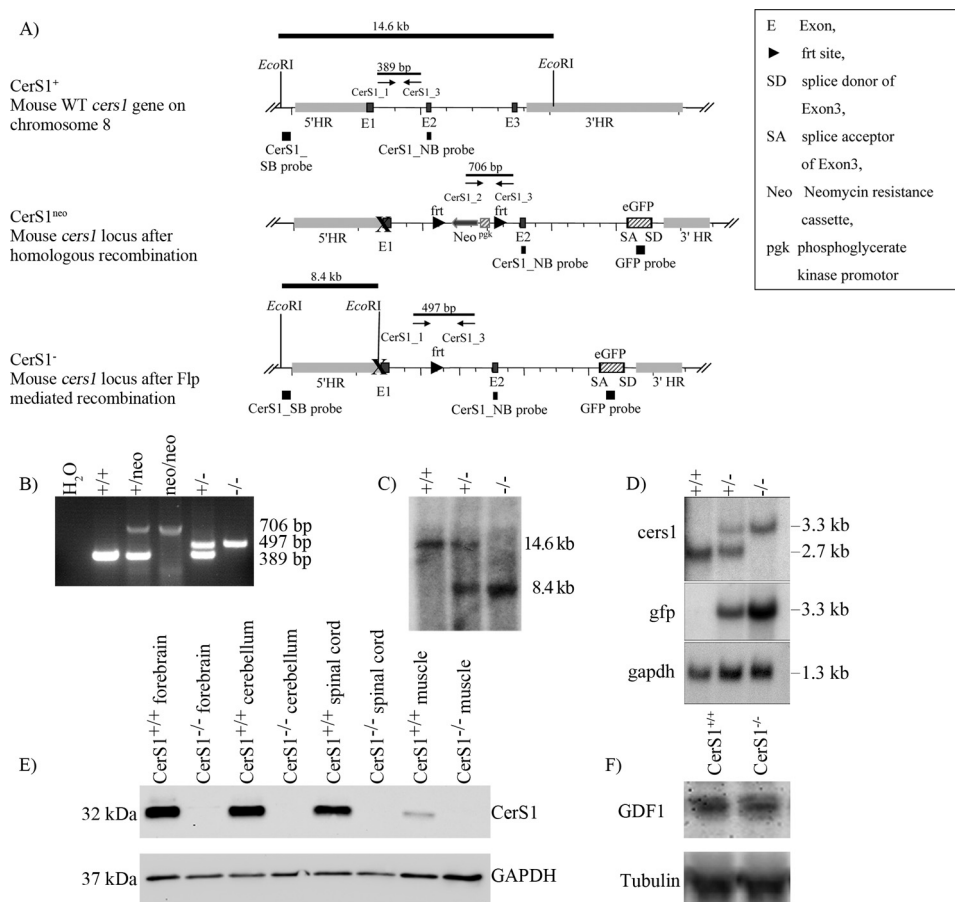 A)
14.6 kb
EcoRI
EcoRI
389 bp
CerS1_1
CerS1_3
CerS1+
Mouse WT cers1 gene on
chromosome 8
5'HR
E1
E2
E3
3'HR
CerS1_
SB probe
CerS1_NB probe
706 bp
CerS1_2
CerS1_3
CerS1neo
Mouse cers1 locus after
homologous recombination
frt
frt
eGFP
X
5'HR
E1
Neo
pgk
E2
SA
SD
3' HR
CerS1_NB probe
GFP probe
8.4 kb
EcoRI
EcoRI
497 bp
CerS1_1
CerS1_3
CerS1-
Mouse cers1 locus after Flp
mediated recombination
frt
eGFP
X
5'HR
E1
E2
SA
SD
3' HR
CerS1_SB probe
CerS1_NB probe
GFP probe
E Exon,
frt site,
SD splice donor of
Exon3,
SA splice acceptor
of Exon3,
Neo Neomycin resistance
cassette,
pgk phosphoglycerate
kinase promotor
B)
H2O
+/+
+/neo
neo/neo
+/-
-/-
706 bp
497 bp
389 bp
C)
+/+
+/-
-/-
14.6 kb
8.4 kb
D)
+/+
+/-
-/-
cers1
3.3 kb
2.7 kb
gfp
3.3 kb
gapdh
1.3 kb
E)
CerS1+/+ forebrain
CerS1-/- forebrain
CerS1+/+ cerebellum
CerS1-/- cerebellum
CerS1+/+ spinal cord
CerS1-/- spinal cord
CerS1+/+ muscle
CerS1-/- muscle
32 kDa
CerS1
37 kDa
GAPDH
F)
CerS1+/+
CerS1-/-
GDF1
Tubulin